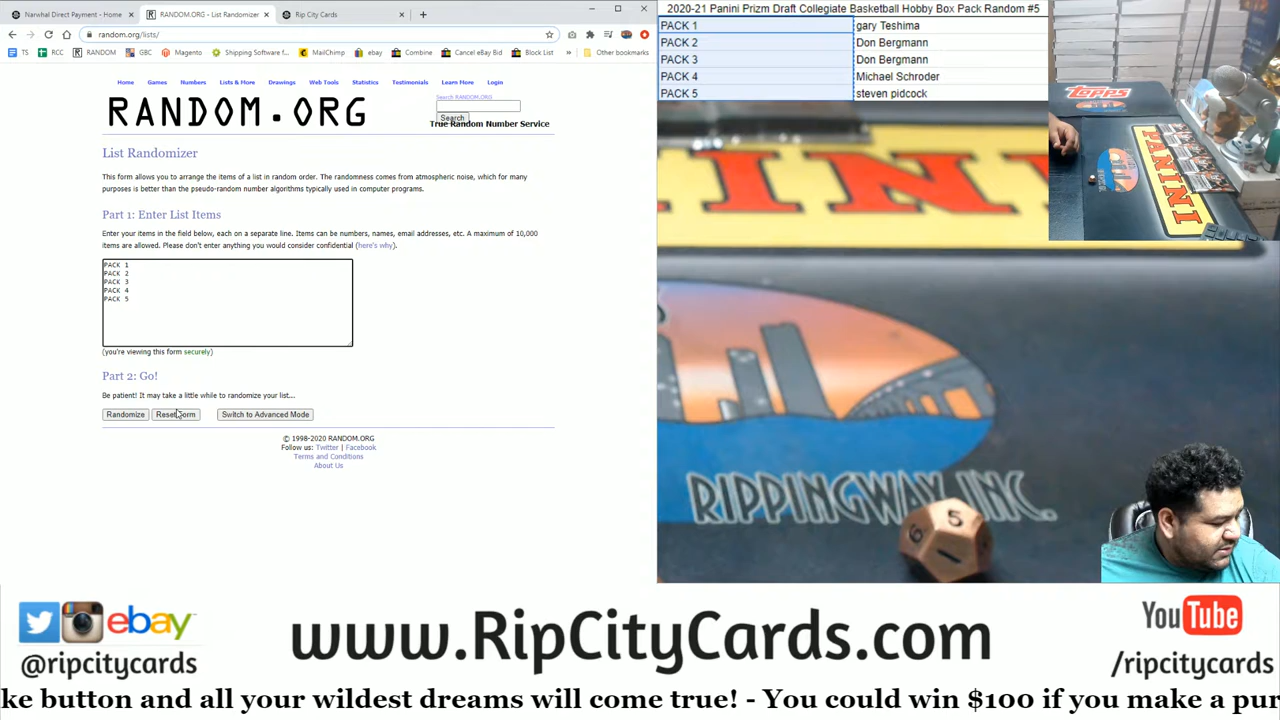 Narwhal Direct Payment - Home
RANDOM.ORG - List Randomizer
Rip City Cards
random.org/lists/
TS
RCC
RANDOM
Magento
Shipping Software f...
MailChimp
ebay
Combine
Cancel eBay Bid
Block List
Other bookmarks
Home
Games
Numbers
Lists & More
Drawings
Web Tools
Statistics
Testimonials
Learn More
Login
RANDOM.ORG
Search RANDOM.ORG
Search
True Random Number Service
List Randomizer
This form allows you to arrange the items of a list in random order. The randomness comes from atmospheric noise, which for many
purposes is better than the pseudo-random number algorithms typically used in computer programs.
Part 1: Enter List Items
Enter your items in the field below, each on a separate line. Items can be numbers, names, email addresses, etc. A maximum of 10,000
items are allowed. Please don't enter anything you would consider confidential (here's why).
PACK 1
PACK 2
PACK 3
PACK 4
PACK 5
(you're viewing this form securely)
Part 2: Go!
Be patient! It may take a little while to randomize your list...
Randomize
Reset Form
Switch to Advanced Mode
© 1998-2020 RANDOM.ORG
Follow us: Twitter | Facebook
Terms and Conditions
About Us
2020-21 Panini Prizm Draft Collegiate Basketball Hobby Box Pack Random #5
PACK 1 gary Teshima
PACK 2 Don Bergmann
PACK 3 Don Bergmann
PACK 4 Michael Schroder
PACK 5 steven pidcock
TOPPS
PANINI
RIPPINGWAY, INC.
6
5
1
ebay
@ripcitycards
www.RipCityCards.com
YouTube
/ripcitycards
ke button and all your wildest dreams will come true! - You could win $100 if you make a pur